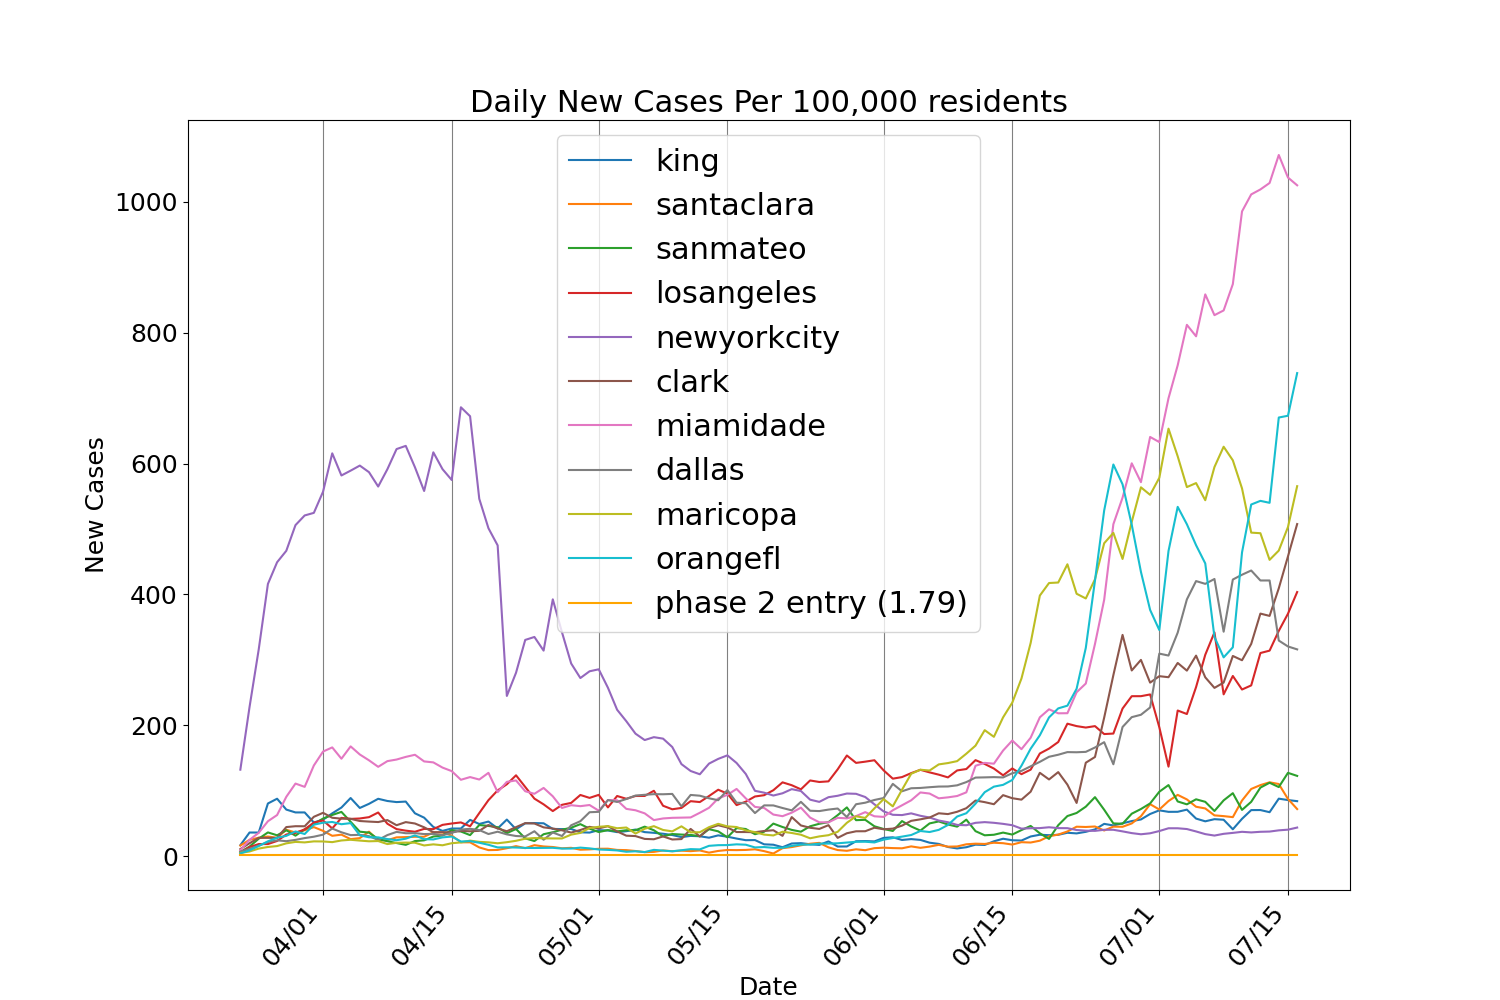 Daily New Cases Per 100,000 residents
king
santaclara
sanmateo
losangeles
newyorkcity
clark
miamidade
dallas
maricopa
orangefl
phase 2 entry (1.79)
New Cases
1000
800
600
400
200
0
04/01
04/15
05/01
05/15
06/01
06/15
07/01
07/15
Date